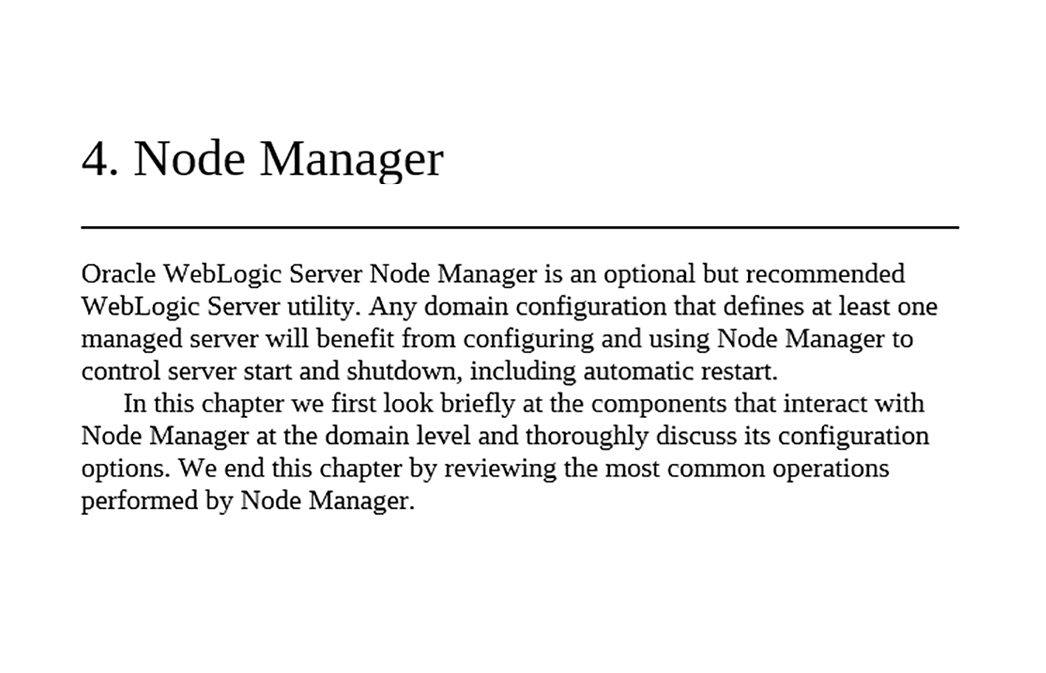 4. Node Manager
Oracle WebLogic Server Node Manager is an optional but recommended
WebLogic Server utility. Any domain configuration that defines at least one
managed server will benefit from configuring and using Node Manager to
control server start and shutdown, including automatic restart.
In this chapter we first look briefly at the components that interact with
Node Manager at the domain level and thoroughly discuss its configuration
options. We end this chapter by reviewing the most common operations
performed by Node Manager.